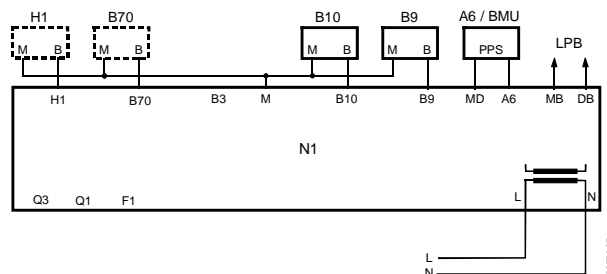 H1 B70 B10 B9 A6 / BMU
LPB
M B M B M B M B PPS
H1 B70 B3 M B10 B9 MD A6 MB DB
N1
L N
Q3 Q1 F1
L
N